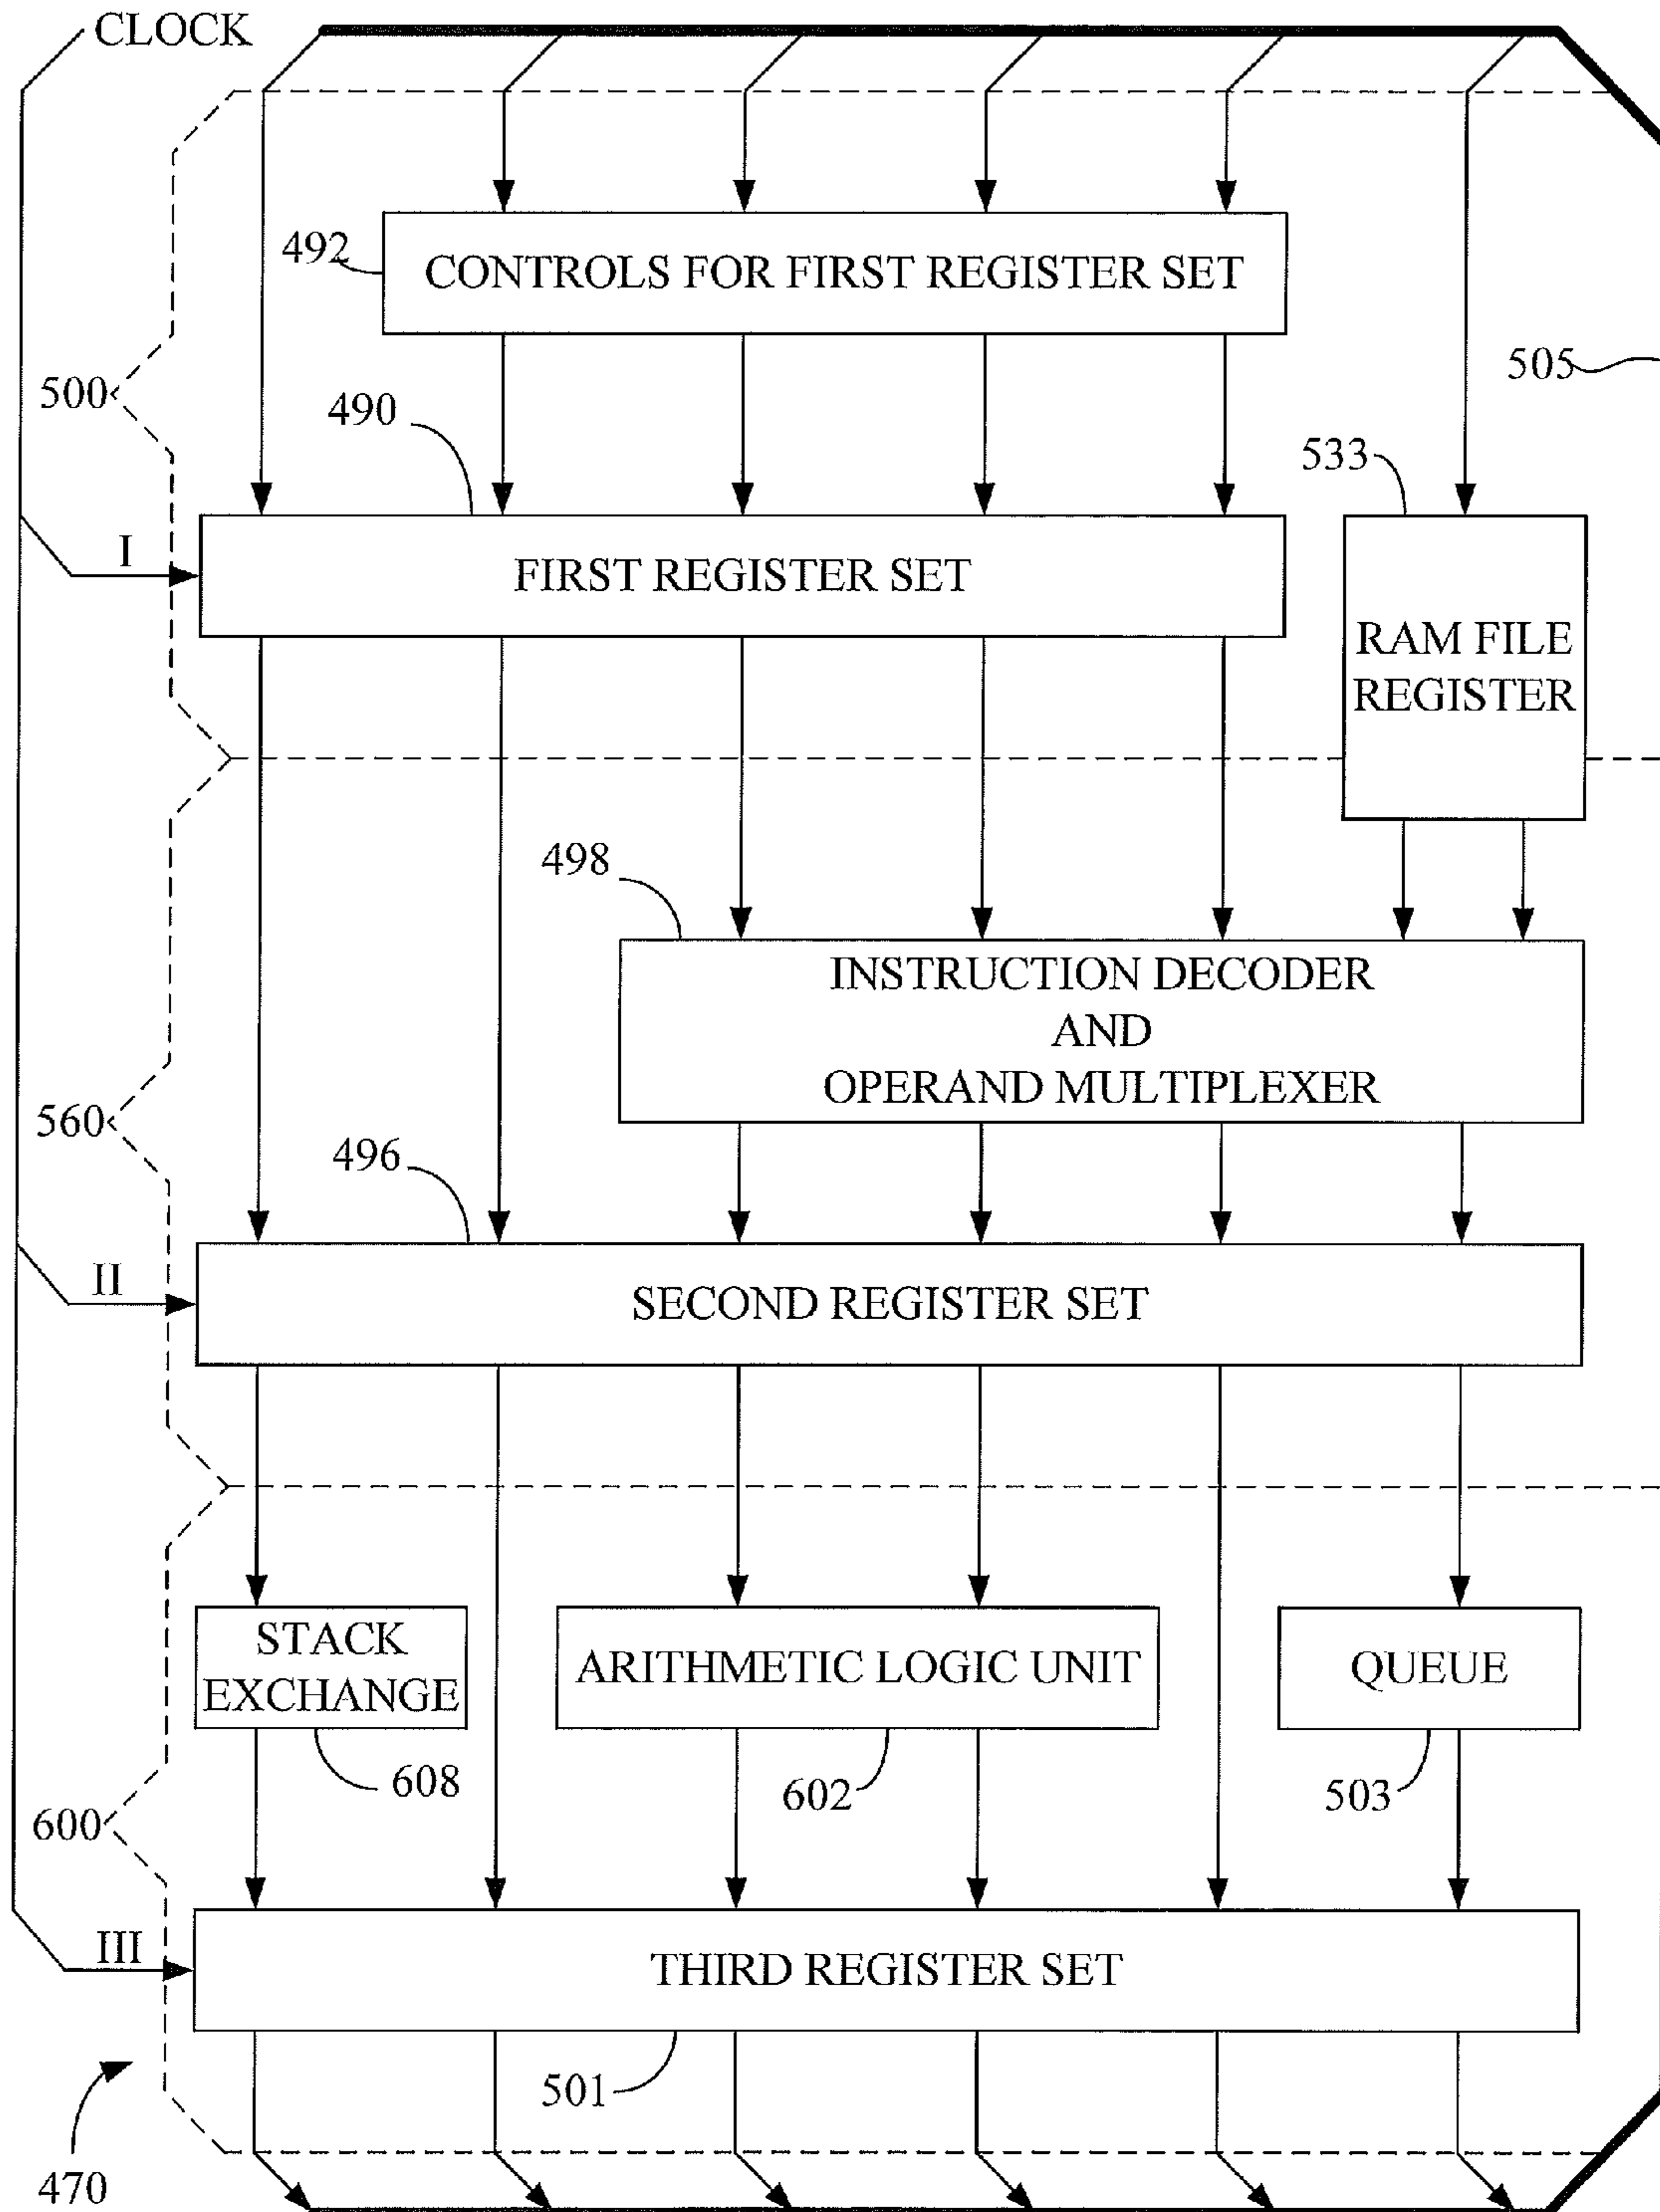 CLOCK
492
CONTROLS FOR FIRST REGISTER SET
505
500
490
533
I
FIRST REGISTER SET
RAM FILE
REGISTER
498
INSTRUCTION DECODER
AND
OPERAND MULTIPLEXER
560
496
II
SECOND REGISTER SET
STACK
EXCHANGE
ARITHMETIC LOGIC UNIT
QUEUE
608
602
503
600
III
THIRD REGISTER SET
501
470